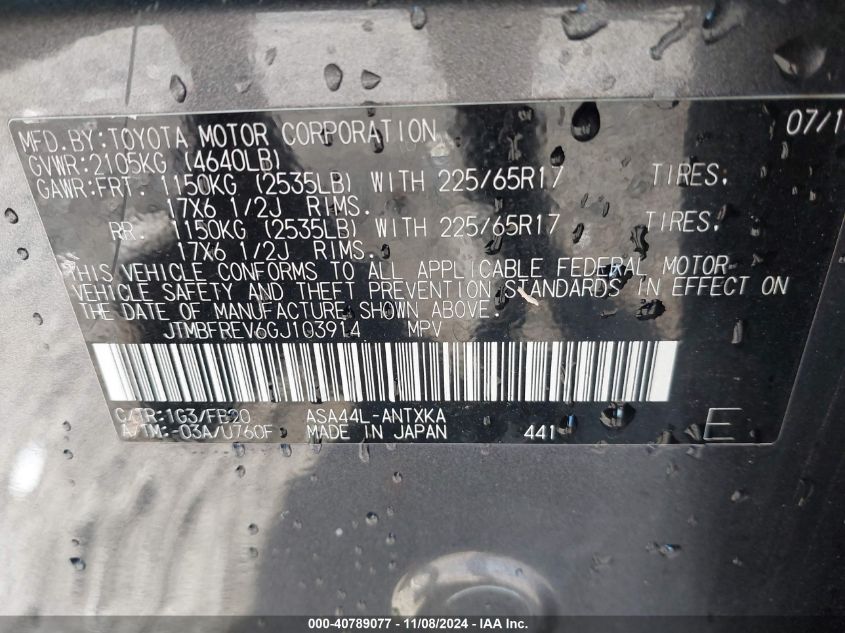 MFD.BY:TOYOTA MOTOR CORPORATION 07/1
GVWR:2105KG (4640LB)
GAWR:FRT- 1150KG (2535LB) WITH 225/65R17 TIRES,
17X6 1/2J RIMS.
RR. 1150KG (2535LB) WITH 225/65R17 TIRES,
17X6 1/2J RIMS.
THIS VEHICLE CONFORMS TO ALL APPLICABLE FEDERAL MOTOR
VEHICLE SAFETY AND THEFT PREVENTION STANDARDS IN EFFECT ON
THE DATE OF MANUFACTURE SHOWN ABOVE.
JTMBFREV6GJ103914 MPV
C/TR:1G3/FB20 ASA44L-ANTXKA
A/TM:-03A/U760F MADE IN JAPAN 441 E
000-40789077 - 11/08/2024 - IAA Inc.